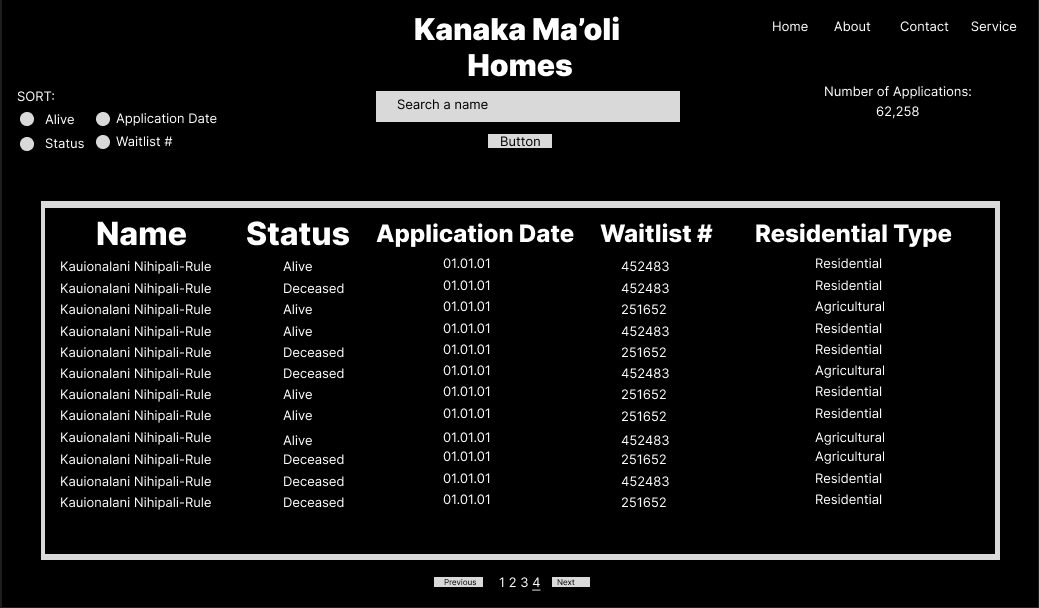 Kanaka Ma’oli
Homes
Home About Contact Service
SORT:
Alive Application Date
Status Waitlist #
Search a name
Button
Number of Applications:
62,258
Name Status Application Date Waitlist # Residential Type
Kauionalani Nihipali-Rule Alive 01.01.01 452483 Residential
Kauionalani Nihipali-Rule Deceased 01.01.01 452483 Residential
Kauionalani Nihipali-Rule Alive 01.01.01 251652 Agricultural
Kauionalani Nihipali-Rule Alive 01.01.01 452483 Residential
Kauionalani Nihipali-Rule Deceased 01.01.01 251652 Residential
Kauionalani Nihipali-Rule Deceased 01.01.01 452483 Agricultural
Kauionalani Nihipali-Rule Alive 01.01.01 251652 Residential
Kauionalani Nihipali-Rule Alive 01.01.01 251652 Residential
Kauionalani Nihipali-Rule Alive 01.01.01 452483 Agricultural
Kauionalani Nihipali-Rule Deceased 01.01.01 251652 Agricultural
Kauionalani Nihipali-Rule Deceased 01.01.01 452483 Residential
Kauionalani Nihipali-Rule Deceased 01.01.01 251652 Residential
Previous 1 2 3 4 Next